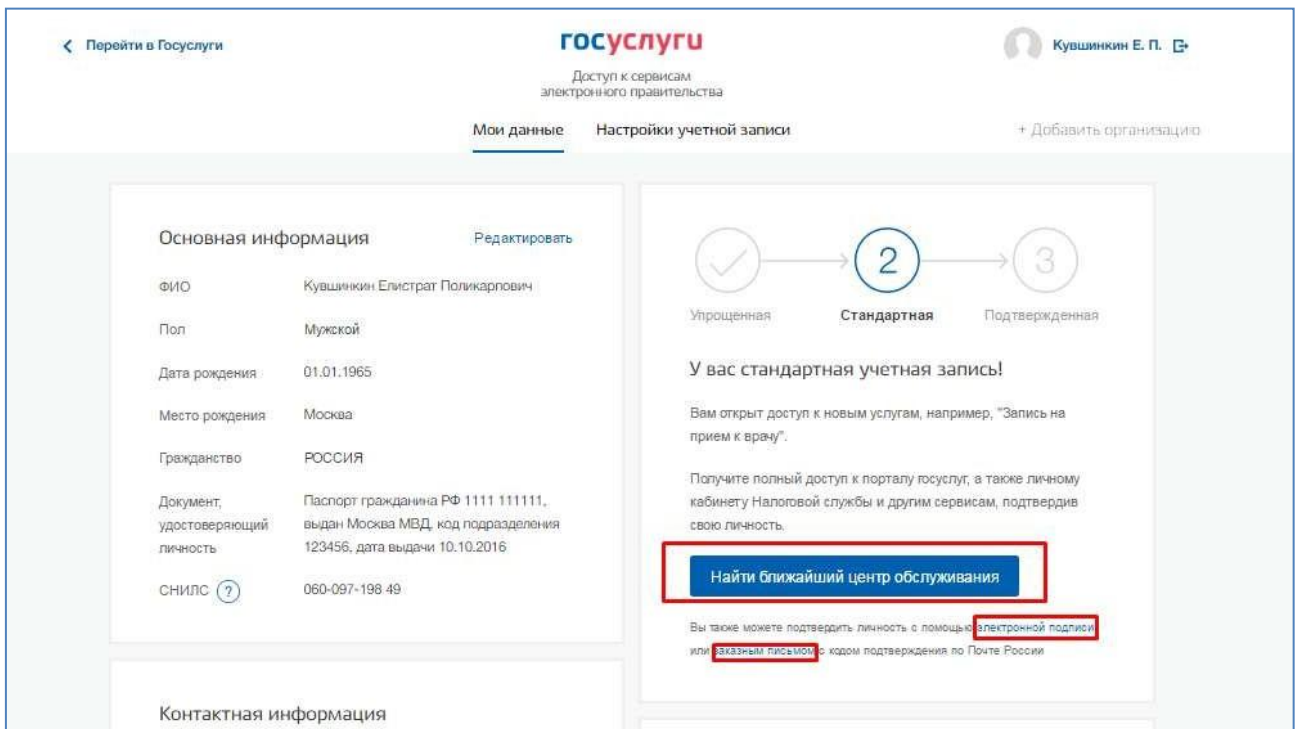 Перейти в Госуслуги
госуслуги
Кувшинкин Е. П.
Доступ к сервисам
электронного правительства
Мои данные
Настройки учетной записи
+ Добавить организацию
Основная информация
Редактировать
ФИО
Кувшинкин Елистрат Поликарпович
Пол
Мужской
Дата рождения
01.01.1965
Место рождения
Москва
Гражданство
РОССИЯ
Документ,
удостоверяющий
личность
Паспорт гражданина РФ 1111 111111,
выдан Москва МВД, код подразделения
123456, дата выдачи 10.10.2016
СНИЛС ?
060-097-198 49
Контактная информация
2
3
Упрощенная
Стандартная
Подтвержденная
У вас стандартная учетная запись!
Вам открыт доступ к новым услугам, например, "Запись на
прием к врачу".
Получите полный доступ к порталу госуслуг, а также личному
кабинету Налоговой службы и другим сервисам, подтвердив
свою личность.
Найти ближайший центр обслуживания
Вы также можете подтвердить личность с помощью электронной подписи
или заказным письмом с кодом подтверждения по Почте России